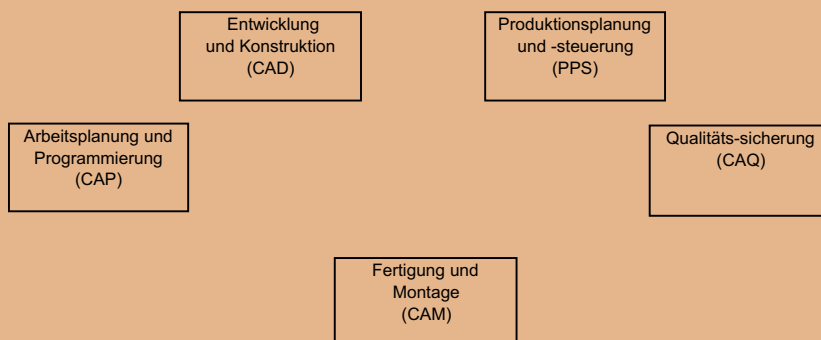 Entwicklung
und Konstruktion
(CAD)
Produktionsplanung
und -steuerung
(PPS)
Arbeitsplanung und
Programmierung
(CAP)
Qualitäts-sicherung
(CAQ)
Fertigung und
Montage
(CAM)